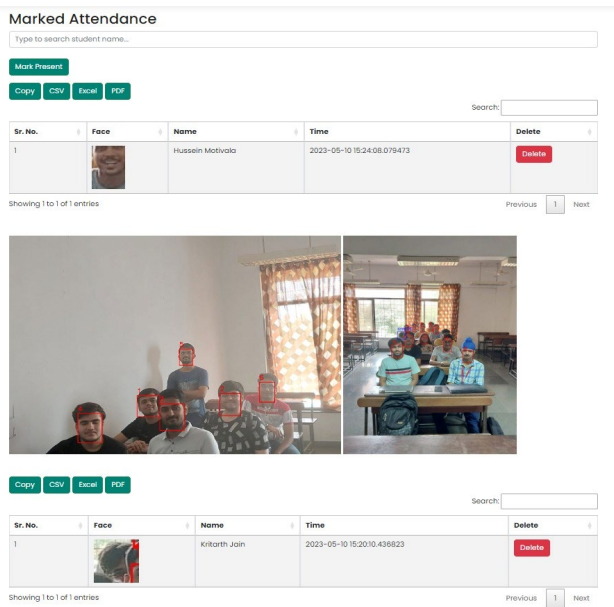 Marked Attendance
Type to search student name...
Mark Present
Copy CSV Excel PDF
Search:
Sr. No. Face Name Time Delete
1 Hussein Motivala 2023-05-10 15:24:08.079473 Delete
Showing 1 to 1 of 1 entries Previous 1 Next
Copy CSV Excel PDF
Search:
Sr. No. Face Name Time Delete
1 Kritarth Jain 2023-05-10 15:20:10.436823 Delete
Showing 1 to 1 of 1 entries Previous 1 Next